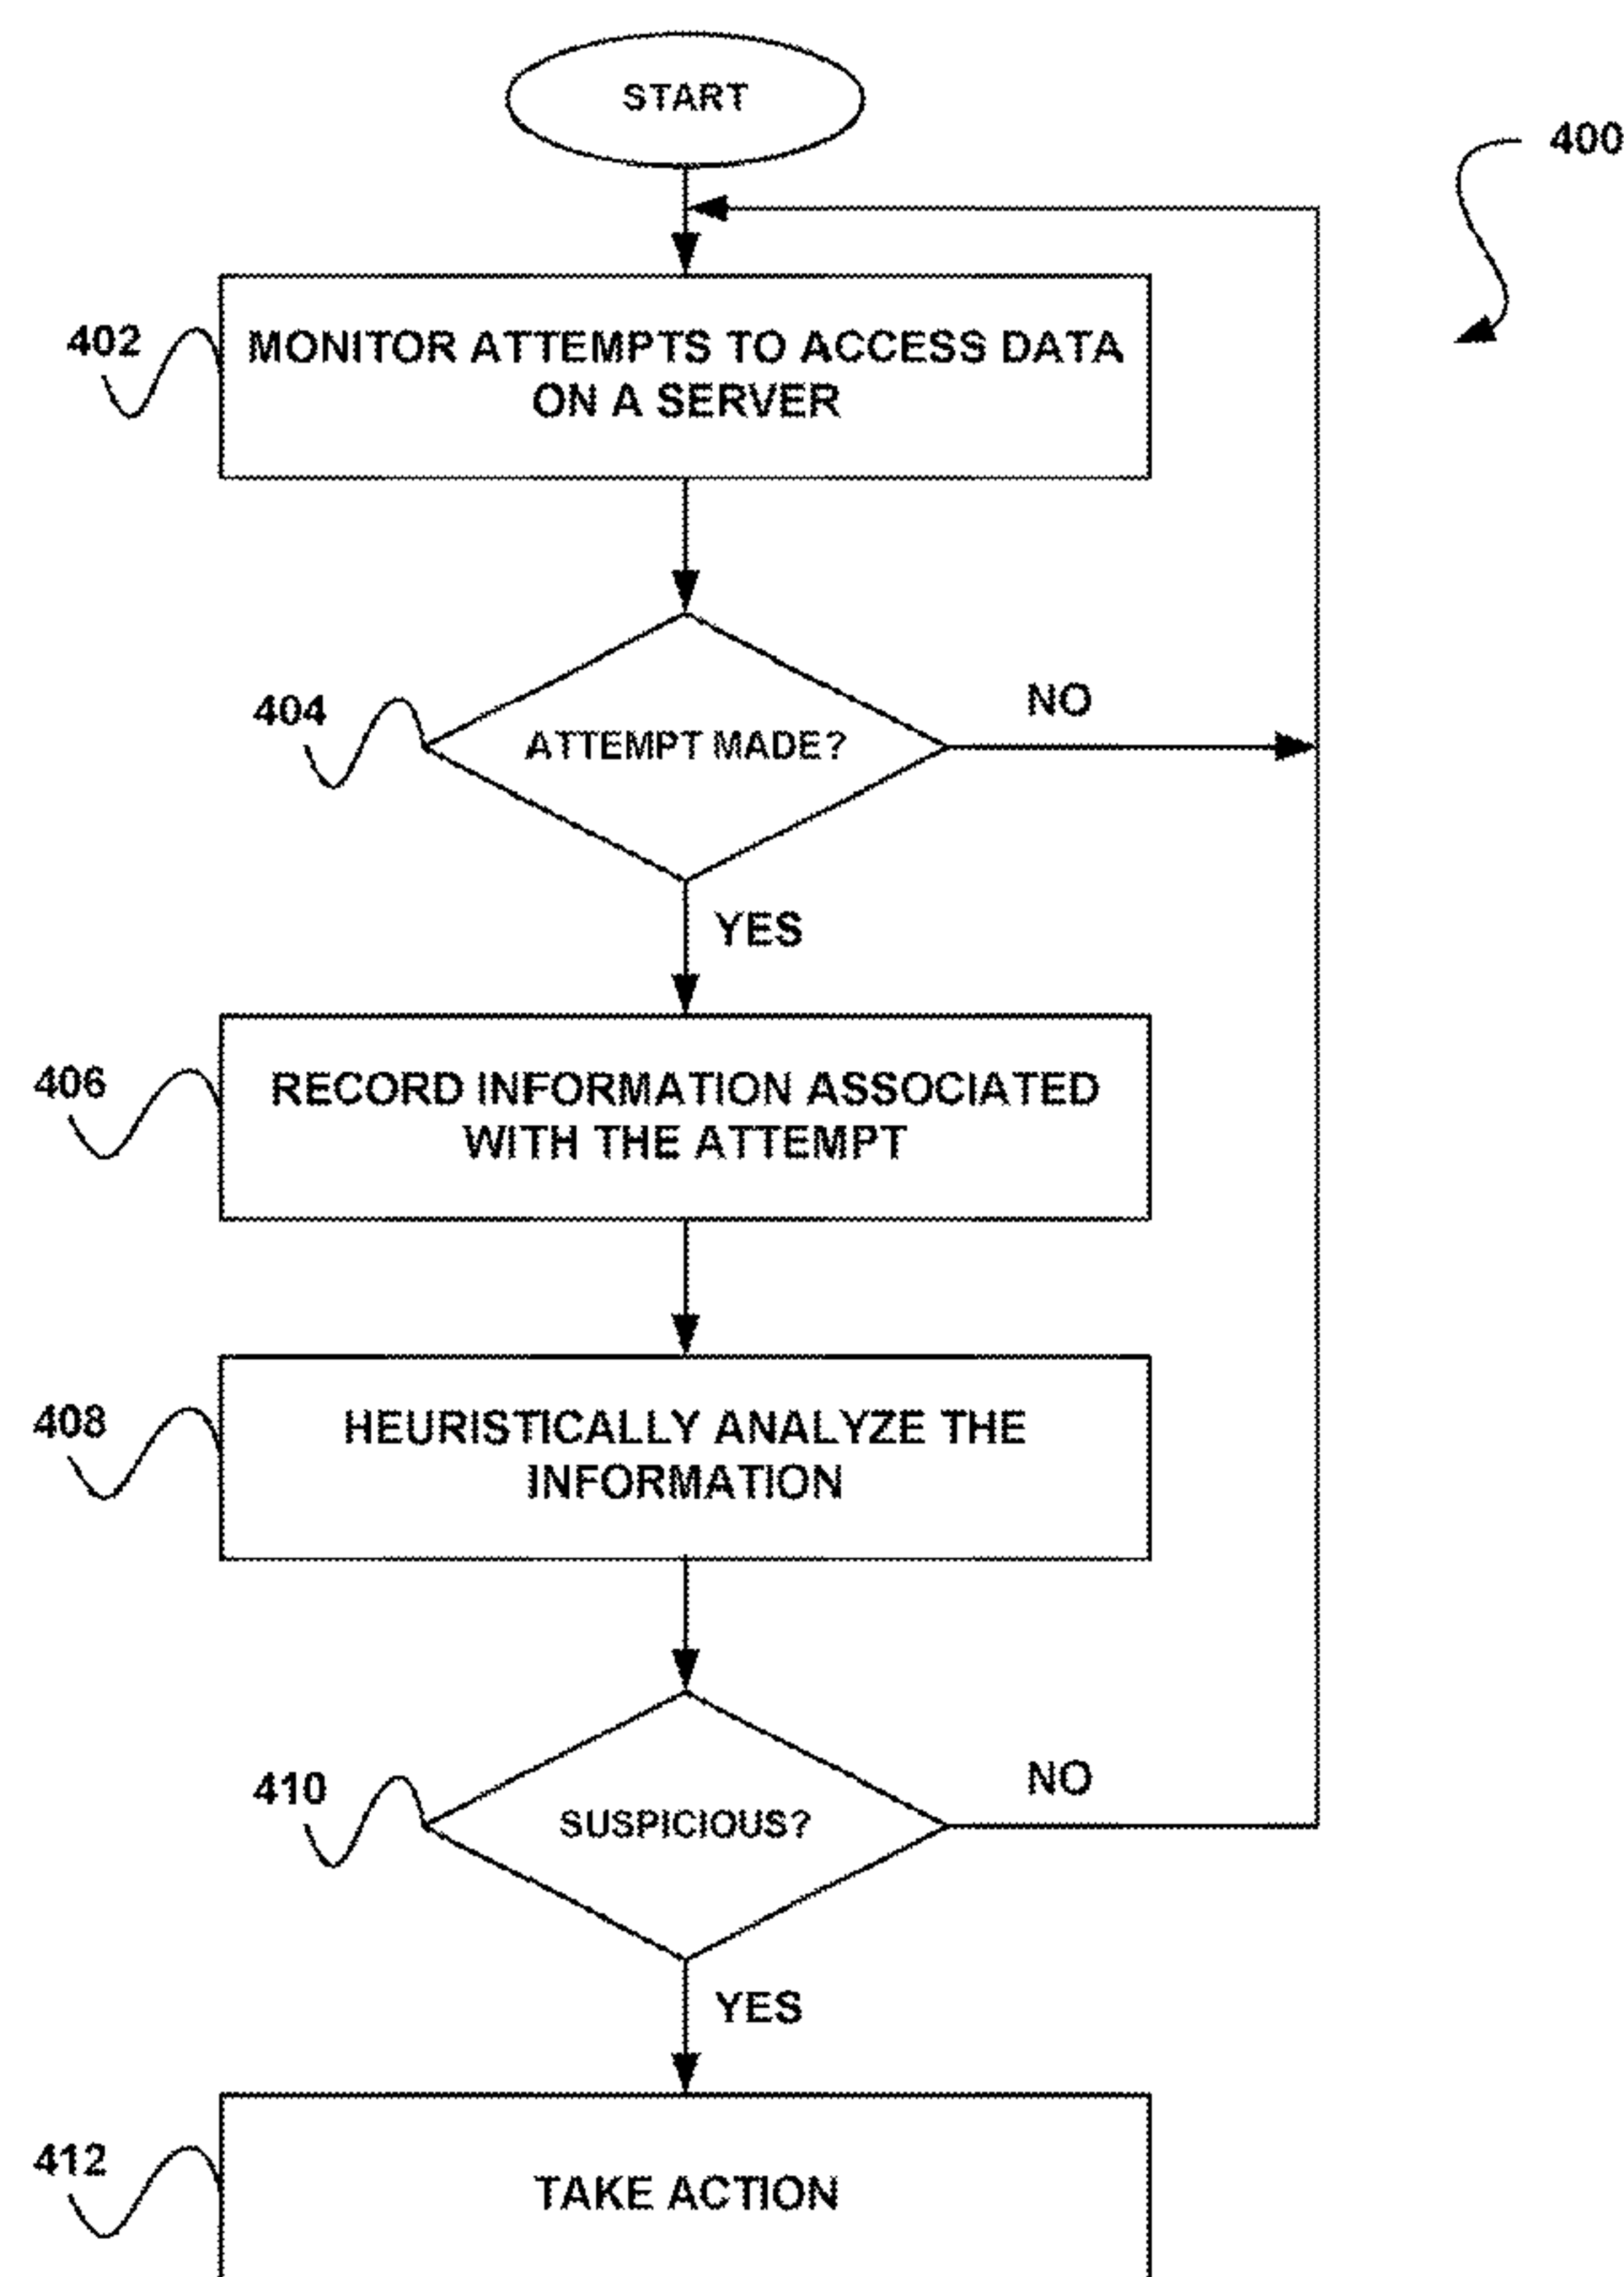 START
400
402
MONITOR ATTEMPTS TO ACCESS DATA
ON A SERVER
404
ATTEMPT MADE?
NO
YES
406
RECORD INFORMATION ASSOCIATED
WITH THE ATTEMPT
408
HEURISTICALLY ANALYZE THE
INFORMATION
410
SUSPICIOUS?
NO
YES
412
TAKE ACTION